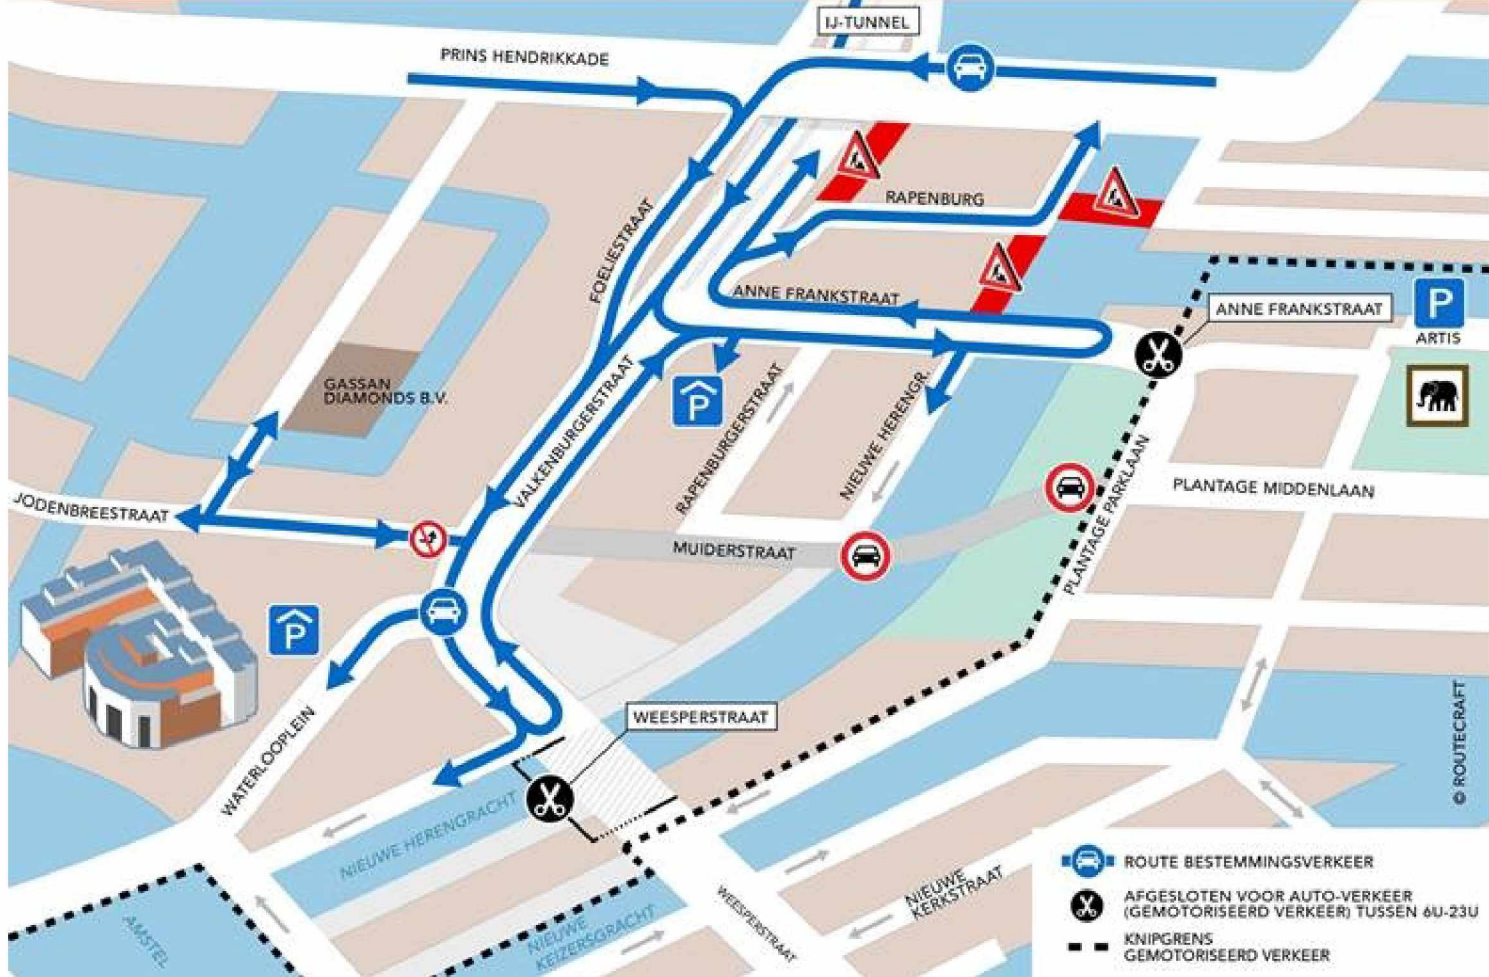 IJ-TUNNEL
PRINS HENDRIKKADE
RAPENBURG
FOELIESTRAAT
ANNE FRANKSTRAAT
ANNE FRANKSTRAAT
P
ARTIS
GASSAN
DIAMONDS B.V.
P
VALKENBURGERSTRAAT
RAPENBURGERSTRAAT
NIEUWE HERENGR.
PLANTAGE PARKLAAN
PLANTAGE MIDDENLAAN
JODENBREESTRAAT
MUIDERSTRAAT
P
WEESPERSTRAAT
WATERLOOPLEIN
NIEUWE HERENGRACHT
© ROUTECRAFT
AMSTEL
NIEUWE
KEIZERSGRACHT
WEESPERSTRAAT
NIEUWE
KERKSTRAAT
ROUTE BESTEMMINGSVERKEER
AFGESLOTEN VOOR AUTO-VERKEER
(GEMOTORISEERD VERKEER) TUSSEN 6U-23U
KNIPGRENS
GEMOTORISEERD VERKEER